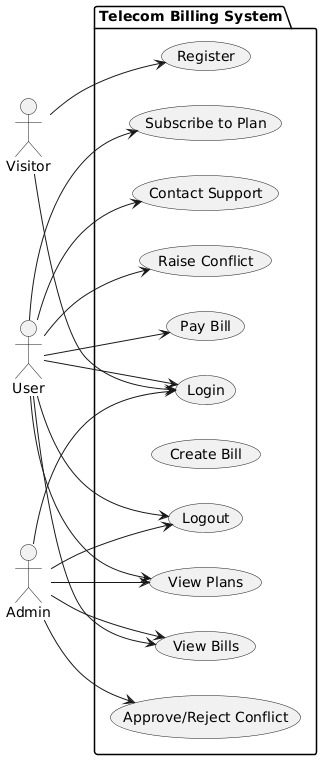 Telecom Billing System
Register
Subscribe to Plan
Visitor
Contact Support
Raise Conflict
Pay Bill
User
Login
Create Bill
Logout
View Plans
Admin
View Bills
Approve/Reject Conflict